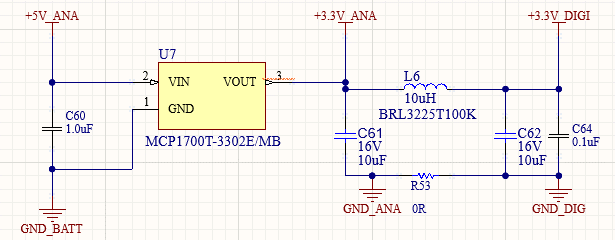 +5V_ANA
+3.3V_ANA
+3.3V_DIGI
U7
2
VIN
VOUT
3
1
GND
MCP1700T-3302E/MB
C60
1.0uF
L6
10uH
BRL3225T100K
C61
16V
10uF
C62
16V
10uF
C64
0.1uF
R53
0R
GND_BATT
GND_ANA
GND_DIG